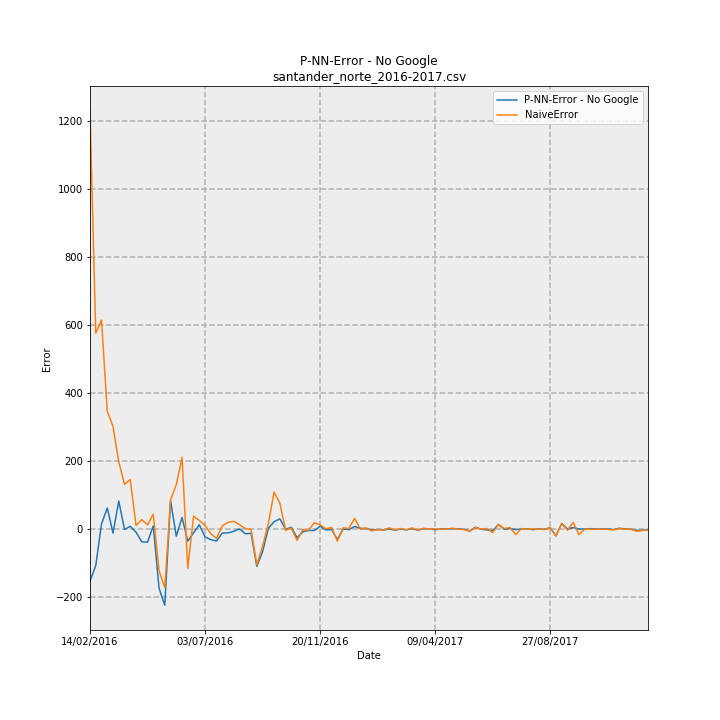 P-NN-Error - No Google
santander_norte_2016-2017.csv
P-NN-Error - No Google
NaiveError
1200
1000
800
600
400
200
0
−200
Error
14/02/2016
03/07/2016
20/11/2016
09/04/2017
27/08/2017
Date